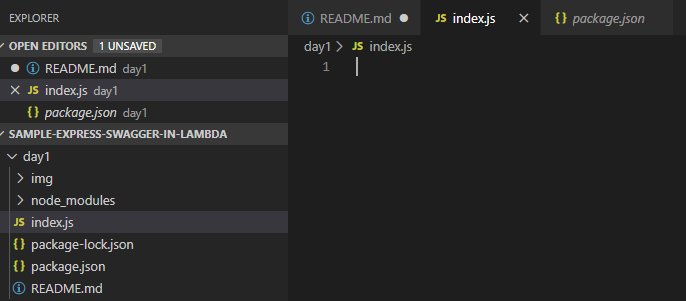 EXPLORER
OPEN EDITORS 1 UNSAVED
README.md day1
JS index.js day1
{} package.json day1
SAMPLE-EXPRESS-SWAGGER-IN-LAMBDA
day1
img
node_modules
JS index.js
{} package-lock.json
{} package.json
README.md
README.md JS index.js {} package.json
day1 > JS index.js
1